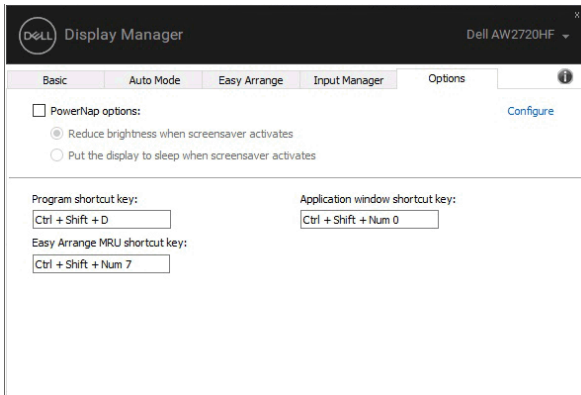 DELL Display Manager
Dell AW2720HF
x
Basic Auto Mode Easy Arrange Input Manager Options
PowerNap options:
Configure
Reduce brightness when screensaver activates
Put the display to sleep when screensaver activates
Program shortcut key:
Application window shortcut key:
Ctrl + Shift + D
Ctrl + Shift + Num 0
Easy Arrange MRU shortcut key:
Ctrl + Shift + Num 7